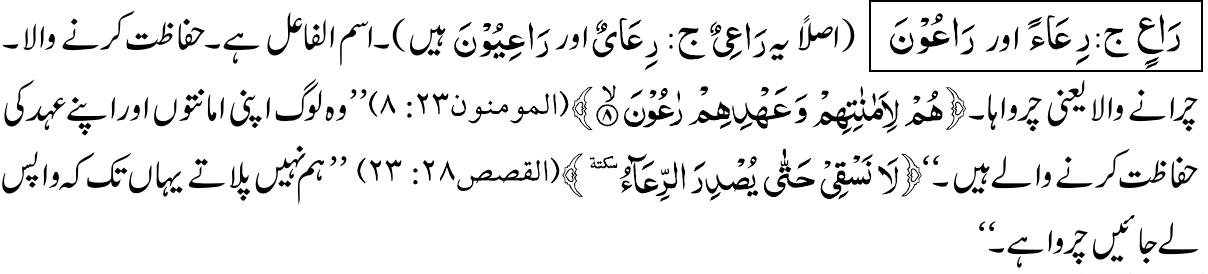 رَاعٍ ج: رِعَاءً اور رَاعُوْنَ (اصلاً یہ رَاعِیٌ ج: رِعَایٌ اور رَاعِیُوْنَ ہیں)۔ اسم الفاعل ہے۔ حفاظت کرنے والا۔
چرانے والا یعنی چرواہا۔ ﴿هُمْ لِاَمٰنٰتِهِمْ وَعَهْدِهِمْ رٰعُوْنَ ۙ﴿۸﴾﴾ (المومنون۲۳: ۸) ’’وہ لوگ اپنی امانتوں اور اپنے عہد کی
حفاظت کرنے والے ہیں۔‘‘ ﴿لَا نَسْقِیْ حَتّٰی یُصْدِرَ الرِّعَآءُ سكتة﴾ (القصص۲۸: ۲۳) ’’ہم نہیں پلاتے یہاں تک کہ واپس
لے جائیں چرواہے۔‘‘